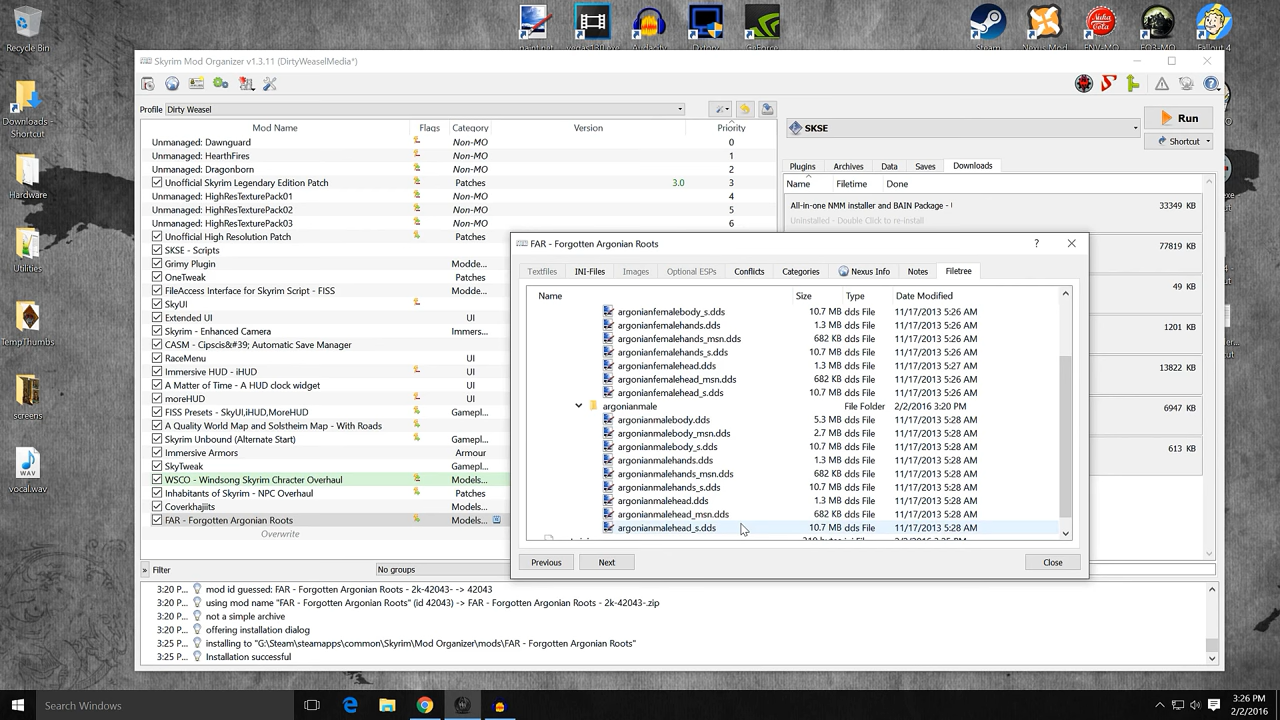 Recycle Bin
Downloads - Shortcut
Hardware
Utilities
TempThumbs
screens
vocal.wav
WAV
paint.net
Audacity
Dxtory
GeForce
Steam
Nexus Mod
FO3-MO
Fallout 4
Skyrim Mod Organizer v1.3.11 (DirtyWeaselMedia*)
Profile Dirty Weasel
Mod Name Flags Category Version Priority
Unmanaged: Dawnguard Non-MO 0
Unmanaged: HearthFires Non-MO 1
Unmanaged: Dragonborn Non-MO 2
Unofficial Skyrim Legendary Edition Patch Patches 3.0 3
Unmanaged: HighResTexturePack01 Non-MO 4
Unmanaged: HighResTexturePack02 Non-MO 5
Unmanaged: HighResTexturePack03 Non-MO 6
Unofficial High Resolution Patch Patches
SKSE - Scripts
Grimy Plugin Modde...
OneTweak Patches
FileAccess Interface for Skyrim Script - FISS Modde...
SkyUI UI
Extended UI UI
Skyrim - Enhanced Camera Immers...
CASM - Cipscis&#39; Automatic Save Manager
RaceMenu UI
Immersive HUD - iHUD UI
A Matter of Time - A HUD clock widget UI
moreHUD UI
FISS Presets - SkyUI,iHUD,MoreHUD Gamepl...
A Quality World Map and Solstheim Map - With Roads
Skyrim Unbound (Alternate Start) Gamepl...
Immersive Armors Armour
SkyTweak Gamepl...
WSCO - Windsong Skyrim Chracter Overhaul Models...
Inhabitants of Skyrim - NPC Overhaul Patches
Coverkhajiits Models...
FAR - Forgotten Argonian Roots Models...
Overwrite
» Filter No groups
SKSE
Run
Shortcut
Plugins Archives Data Saves Downloads
Name Filetime Done
All-in-one NMM installer and BAIN Package - 33349 KB
Uninstalled - Double Click to re-install
77819 KB
49 KB
1201 KB
13822 KB
6947 KB
613 KB
FAR - Forgotten Argonian Roots
Textfiles INI-Files Images Optional ESPs Conflicts Categories Nexus Info Notes Filetree
Name Size Type Date Modified
argonianfemalebody_s.dds 10.7 MB dds File 11/17/2013 5:26 AM
argonianfemalehands.dds 1.3 MB dds File 11/17/2013 5:26 AM
argonianfemalehands_msn.dds 682 KB dds File 11/17/2013 5:26 AM
argonianfemalehands_s.dds 10.7 MB dds File 11/17/2013 5:26 AM
argonianfemalehead.dds 1.3 MB dds File 11/17/2013 5:27 AM
argonianfemalehead_msn.dds 682 KB dds File 11/17/2013 5:26 AM
argonianfemalehead_s.dds 10.7 MB dds File 11/17/2013 5:26 AM
argonianmale File Folder 2/2/2016 3:20 PM
argonianmalebody.dds 5.3 MB dds File 11/17/2013 5:28 AM
argonianmalebody_msn.dds 2.7 MB dds File 11/17/2013 5:28 AM
argonianmalebody_s.dds 10.7 MB dds File 11/17/2013 5:28 AM
argonianmalehands.dds 1.3 MB dds File 11/17/2013 5:28 AM
argonianmalehands_msn.dds 682 KB dds File 11/17/2013 5:28 AM
argonianmalehands_s.dds 10.7 MB dds File 11/17/2013 5:28 AM
argonianmalehead.dds 1.3 MB dds File 11/17/2013 5:28 AM
argonianmalehead_msn.dds 682 KB dds File 11/17/2013 5:28 AM
argonianmalehead_s.dds 10.7 MB dds File 11/17/2013 5:28 AM
Previous Next Close
3:20 P... mod id guessed: FAR - Forgotten Argonian Roots - 2k-42043- -> 42043
3:20 P... using mod name "FAR - Forgotten Argonian Roots" (id 42043) -> FAR - Forgotten Argonian Roots - 2k-42043-.zip
3:20 P... not a simple archive
3:20 P... offering installation dialog
3:25 P... installing to "G:\Steam\steamapps\common\Skyrim\Mod Organizer\mods\FAR - Forgotten Argonian Roots"
3:25 P... Installation successful
Search Windows
3:26 PM
2/2/2016